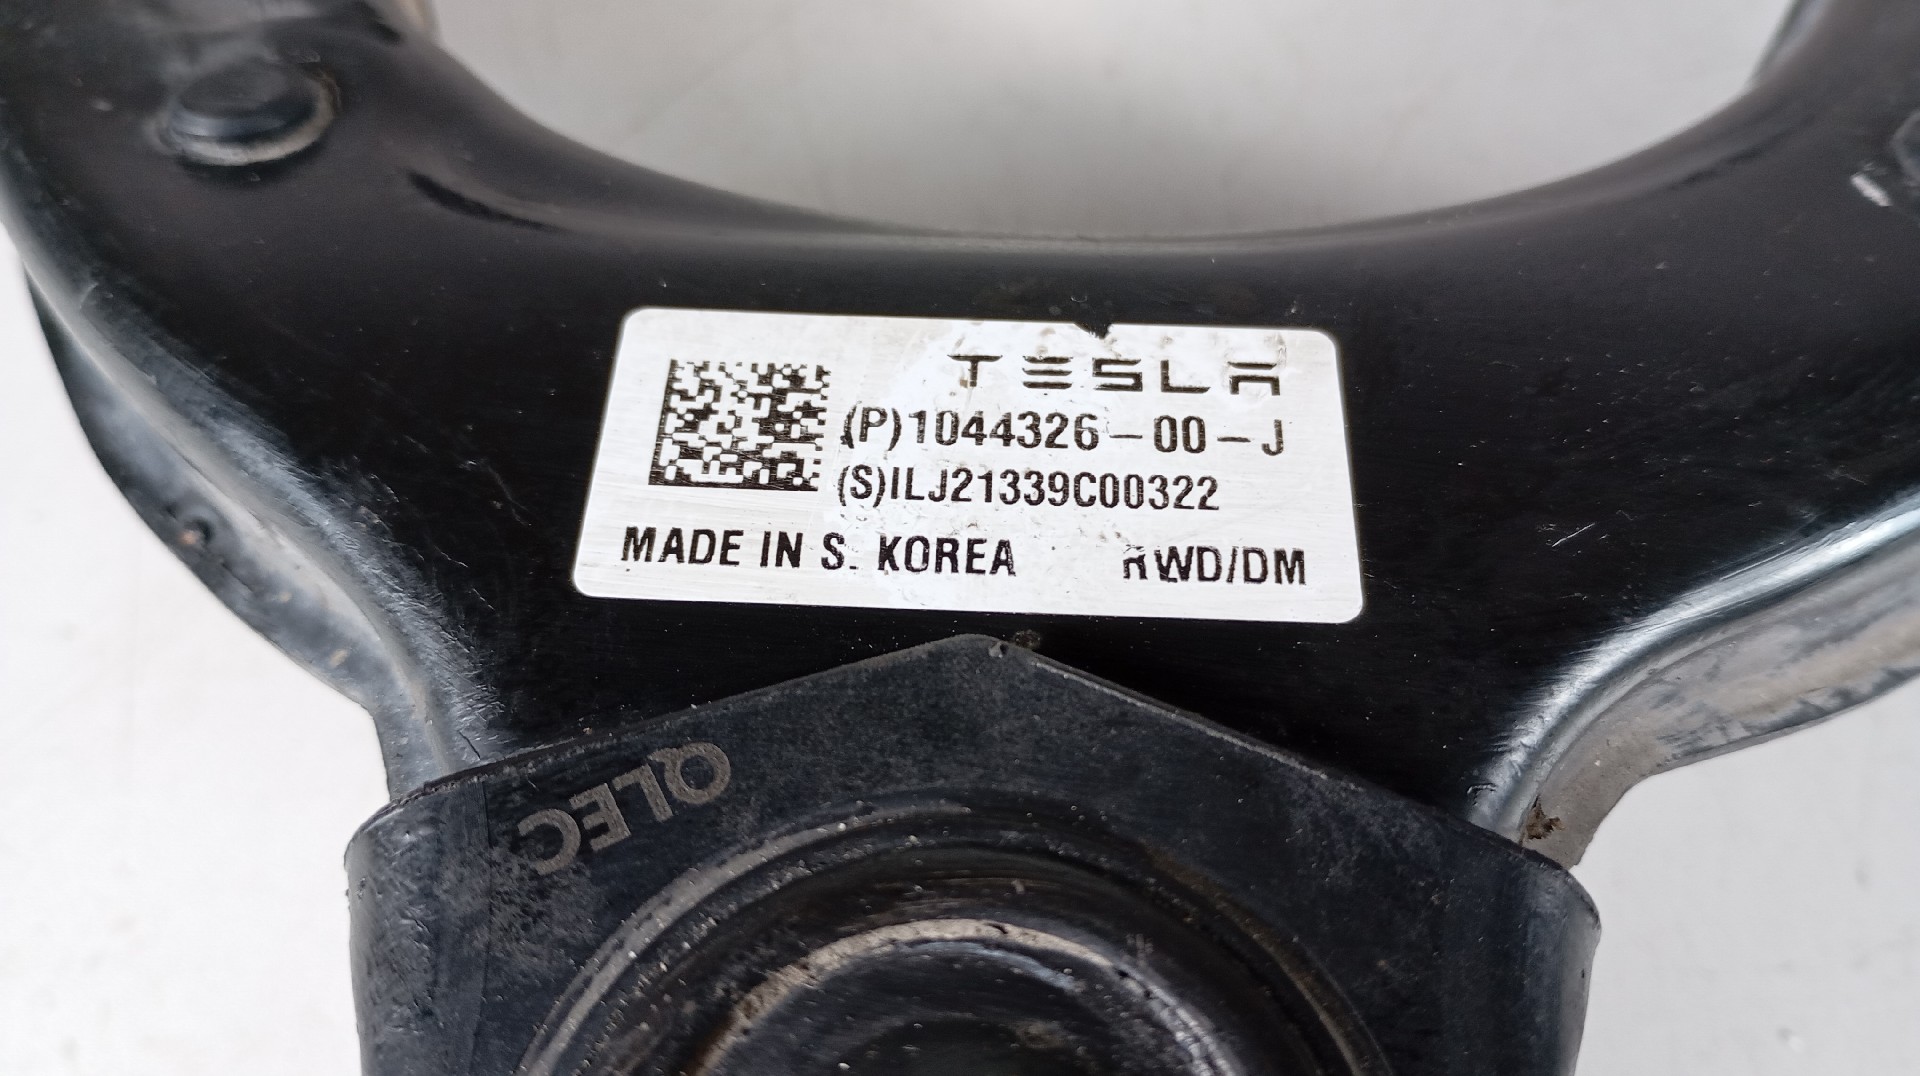 TESLA
(P)1044326-00-J
(S)ILJ21339C00322
MADE IN S. KOREA RWD/DM
QLEC